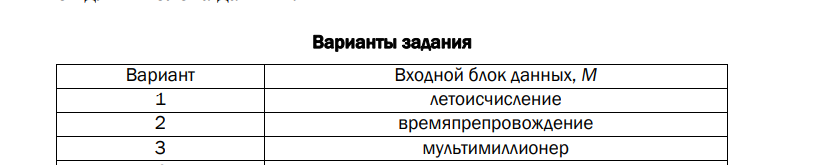 Варианты задания
Вариант Входной блок данных, M
1 летоисчисление
2 времяпрепровождение
3 мультимиллионер